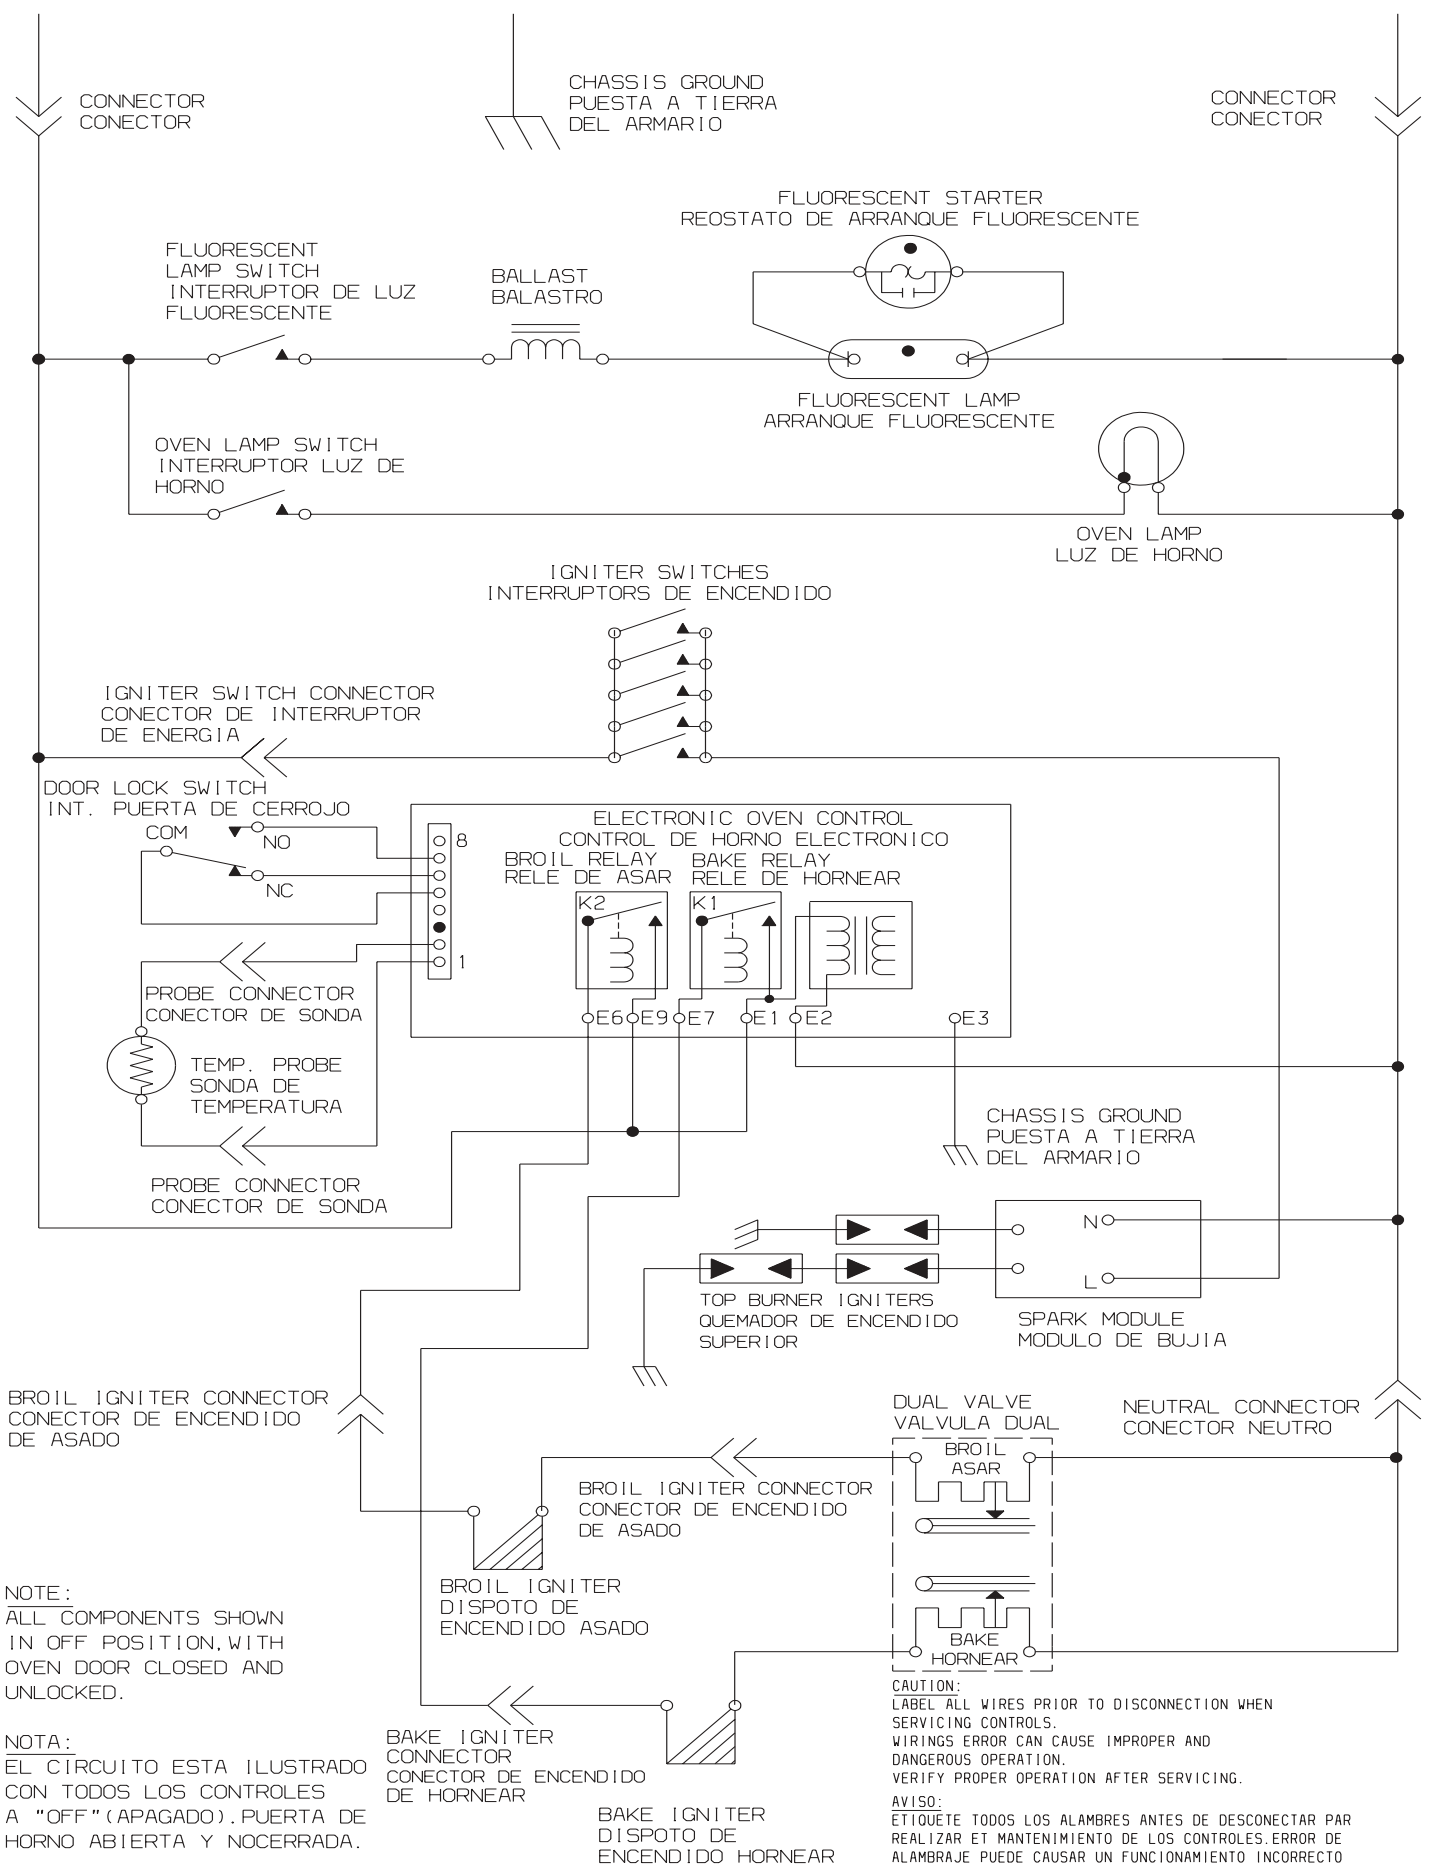 CONNECTOR
CONECTOR
CHASSIS GROUND
PUESTA A TIERRA
DEL ARMARIO
CONNECTOR
CONECTOR
FLUORESCENT STARTER
REOSTATO DE ARRANQUE FLUORESCENTE
FLUORESCENT
LAMP SWITCH
INTERRUPTOR DE LUZ
FLUORESCENTE
BALLAST
BALASTRO
FLUORESCENT LAMP
ARRANQUE FLUORESCENTE
OVEN LAMP SWITCH
INTERRUPTOR LUZ DE
HORNO
OVEN LAMP
LUZ DE HORNO
IGNITER SWITCHES
INTERRUPTORS DE ENCENDIDO
IGNITER SWITCH CONNECTOR
CONECTOR DE INTERRUPTOR
DE ENERGIA
DOOR LOCK SWITCH
INT. PUERTA DE CERROJO
COM
NO
NC
8
1
ELECTRONIC OVEN CONTROL
CONTROL DE HORNO ELECTRONICO
BROIL RELAY
RELE DE ASAR
BAKE RELAY
RELE DE HORNEAR
K2
K1
E6
E9
E7
E1
E2
E3
PROBE CONNECTOR
CONECTOR DE SONDA
TEMP. PROBE
SONDA DE
TEMPERATURA
PROBE CONNECTOR
CONECTOR DE SONDA
CHASSIS GROUND
PUESTA A TIERRA
DEL ARMARIO
N
L
TOP BURNER IGNITERS
QUEMADOR DE ENCENDIDO
SUPERIOR
SPARK MODULE
MODULO DE BUJIA
BROIL IGNITER CONNECTOR
CONECTOR DE ENCENDIDO
DE ASADO
DUAL VALVE
VALVULA DUAL
NEUTRAL CONNECTOR
CONECTOR NEUTRO
BROIL
ASAR
BROIL IGNITER CONNECTOR
CONECTOR DE ENCENDIDO
DE ASADO
BROIL IGNITER
DISPOTO DE
ENCENDIDO ASADO
BAKE
HORNEAR
NOTE:
ALL COMPONENTS SHOWN
IN OFF POSITION,WITH
OVEN DOOR CLOSED AND
UNLOCKED.
NOTA:
EL CIRCUITO ESTA ILUSTRADO
CON TODOS LOS CONTROLES
A "OFF"(APAGADO).PUERTA DE
HORNO ABIERTA Y NOCERRADA.
BAKE IGNITER
CONNECTOR
CONECTOR DE ENCENDIDO
DE HORNEAR
BAKE IGNITER
DISPOTO DE
ENCENDIDO HORNEAR
CAUTION:
LABEL ALL WIRES PRIOR TO DISCONNECTION WHEN
SERVICING CONTROLS.
WIRINGS ERROR CAN CAUSE IMPROPER AND
DANGEROUS OPERATION.
VERIFY PROPER OPERATION AFTER SERVICING.
AVISO:
ETIQUETE TODOS LOS ALAMBRES ANTES DE DESCONECTAR PAR
REALIZAR ET MANTENIMIENTO DE LOS CONTROLES.ERROR DE
ALAMBRAJE PUEDE CAUSAR UN FUNCIONAMIENTO INCORRECTO